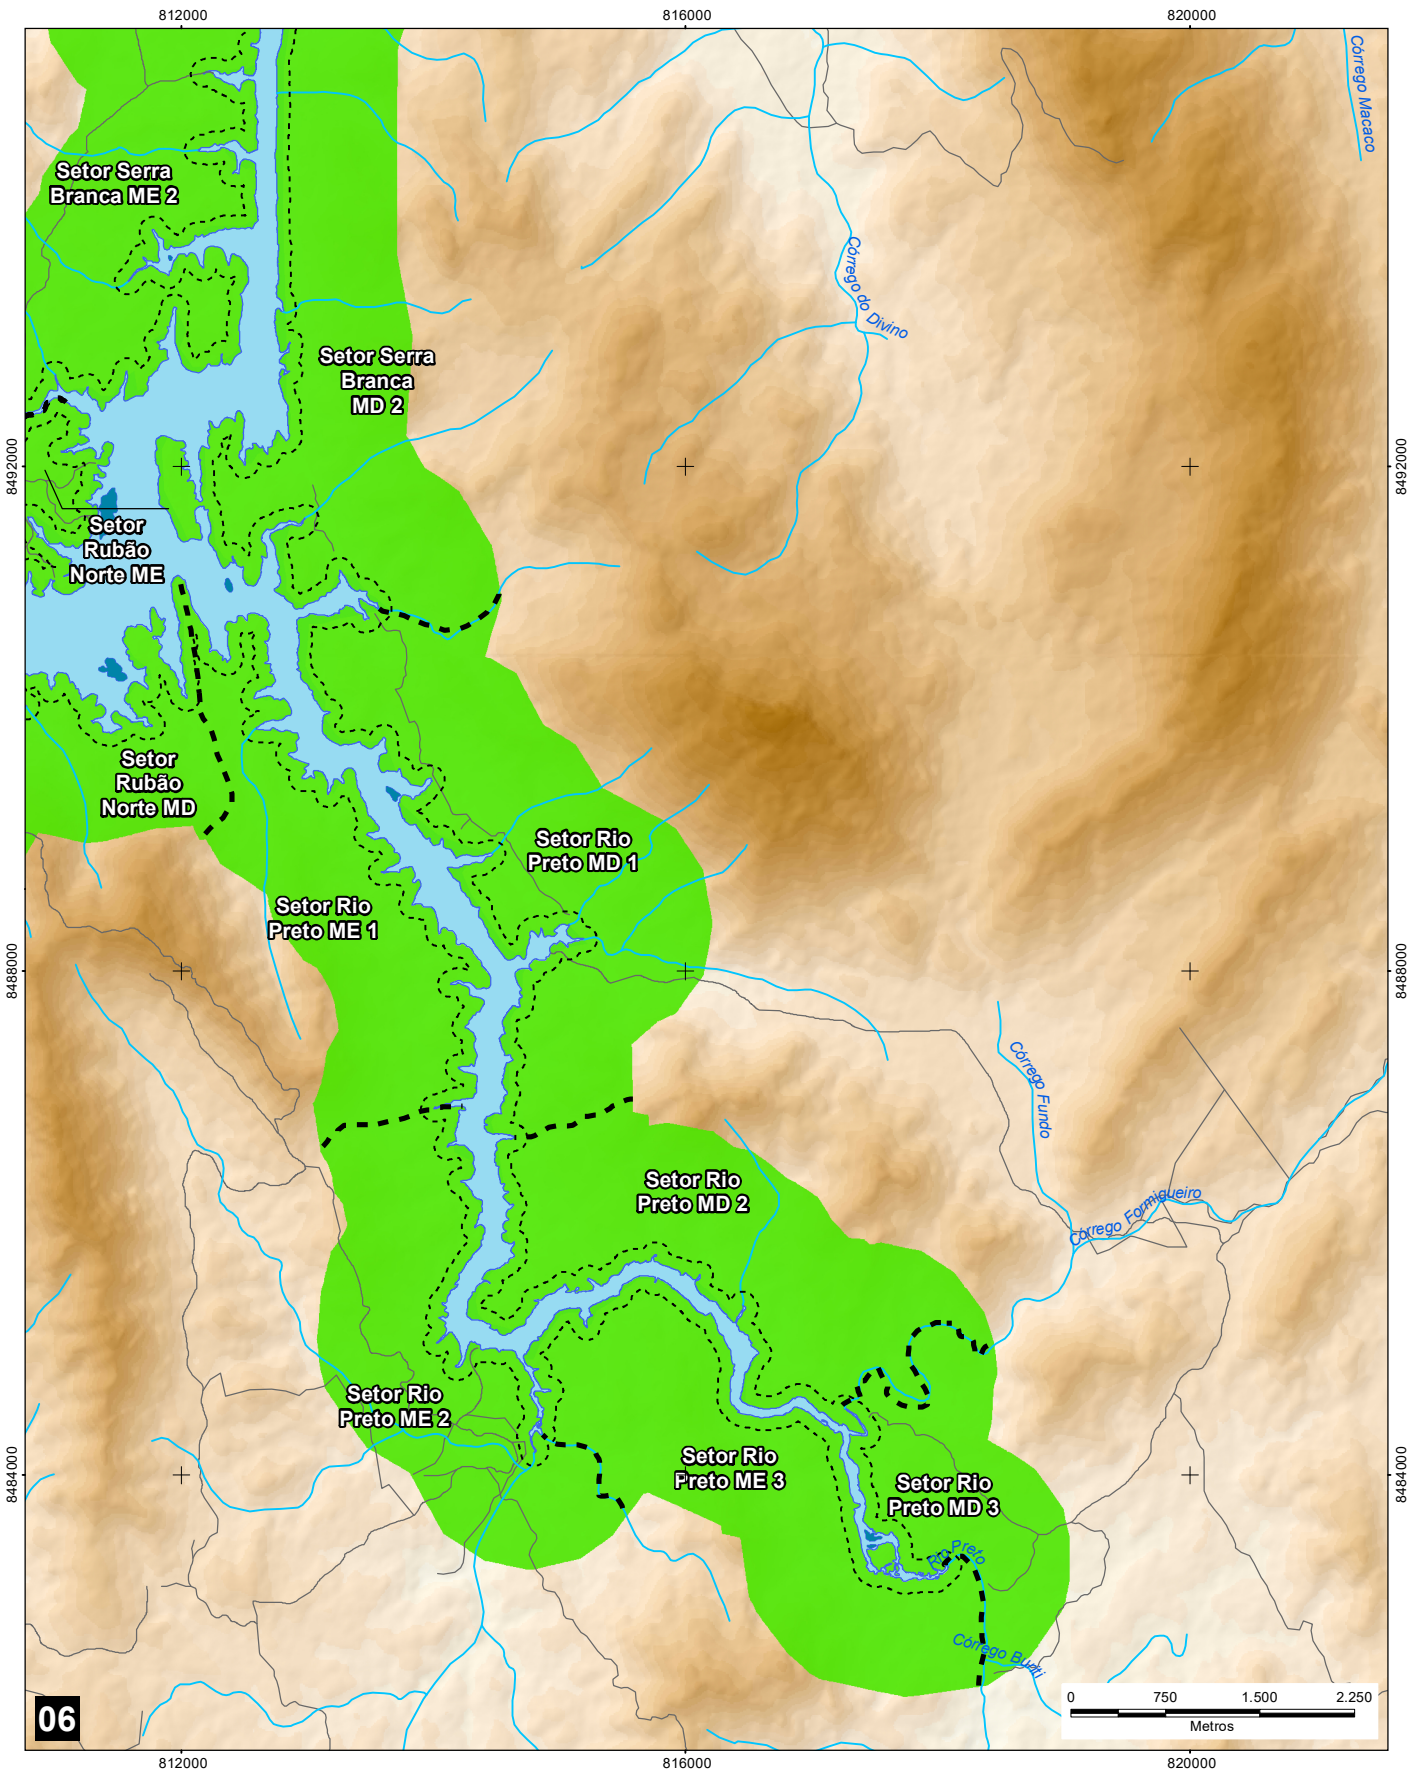 812000
816000
820000
Córrego Macaco
Setor Serra
Branca ME 2
Córrego do Divino
Setor Serra
Branca
MD 2
8492000
8492000
Setor
Rubão
Norte ME
Setor
Rubão
Norte MD
Setor Rio
Preto MD 1
Setor Rio
Preto ME 1
8488000
8488000
Córrego Fundo
Setor Rio
Preto MD 2
Córrego Formigueiro
Setor Rio
Preto ME 2
Setor Rio
Preto ME 3
Setor Rio
Preto MD 3
8484000
8484000
Rio Preto
Córrego Buriti
0 750 1.500 2.250
Metros
06
812000
816000
820000